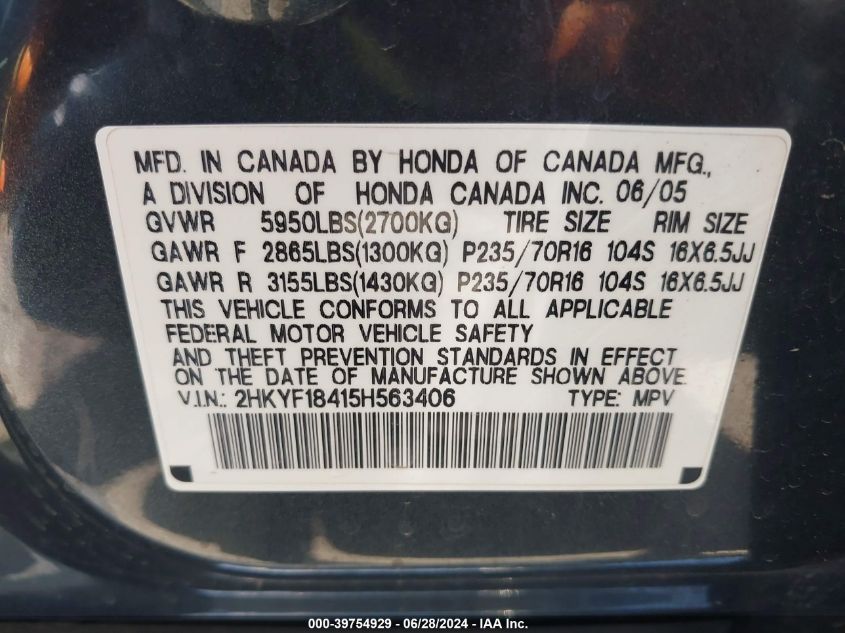 MFD. IN CANADA BY HONDA OF CANADA MFG.,
A DIVISION OF HONDA CANADA INC. 06/05
GVWR 5950LBS(2700KG) TIRE SIZE RIM SIZE
GAWR F 2865LBS(1300KG) P235/70R16 104S 16X6.5JJ
GAWR R 3155LBS(1430KG) P235/70R16 104S 16X6.5JJ
THIS VEHICLE CONFORMS TO ALL APPLICABLE
FEDERAL MOTOR VEHICLE SAFETY
AND THEFT PREVENTION STANDARDS IN EFFECT
ON THE DATE OF MANUFACTURE SHOWN ABOVE.
V.I.N.: 2HKYF18415H563406 TYPE: MPV
000-39754929 - 06/28/2024 - IAA Inc.